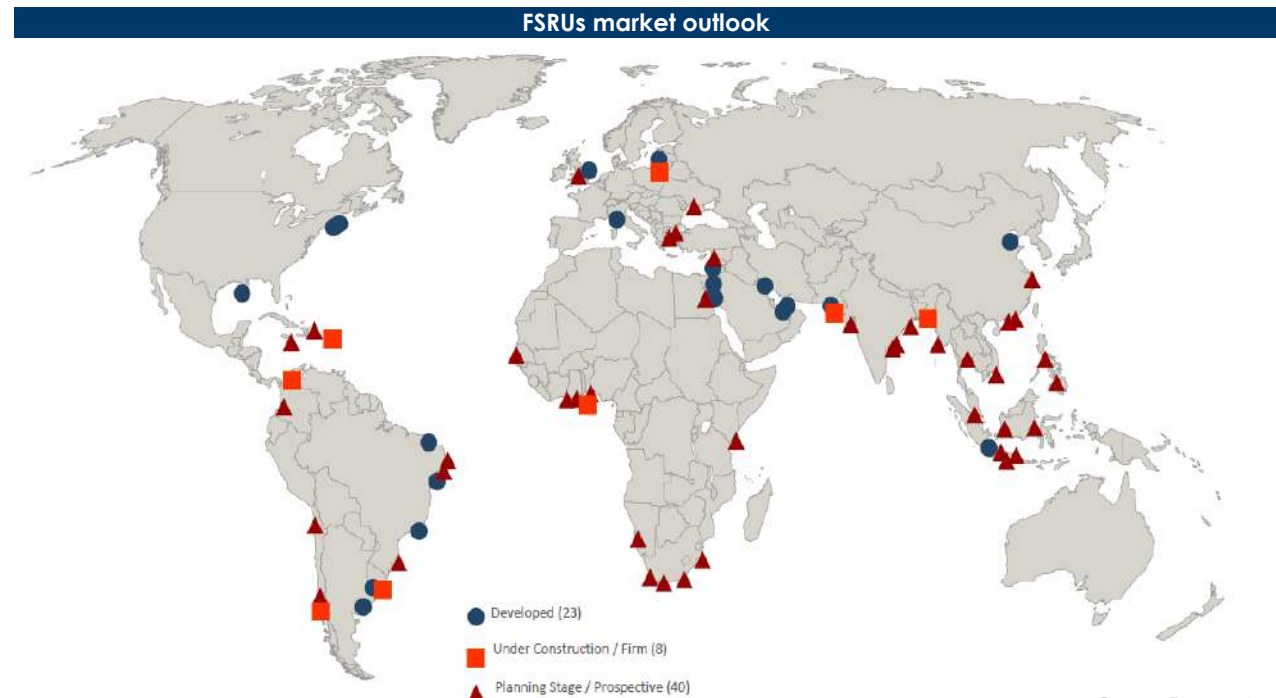 FSRUs market outlook
Developed (23)
Under Construction / Firm (8)
Planning Stage / Prospective (40)